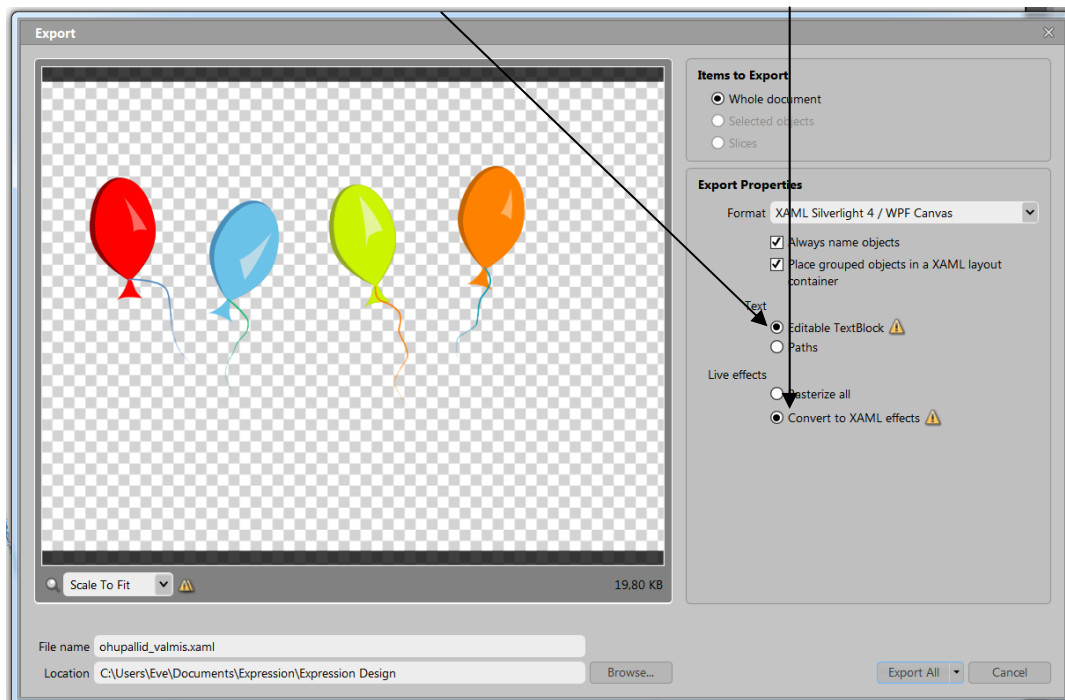 Export
Items to Export
Whole document
Selected objects
Slices
Export Properties
Format XAML Silverlight 4 / WPF Canvas
Always name objects
Place grouped objects in a XAML layout
container
Text
Editable TextBlock
Paths
Live effects
Rasterize all
Convert to XAML effects
Scale To Fit
19,80 KB
File name ohupallid_valmis.xaml
Location C:\Users\Eve\Documents\Expression\Expression Design
Browse...
Export All
Cancel